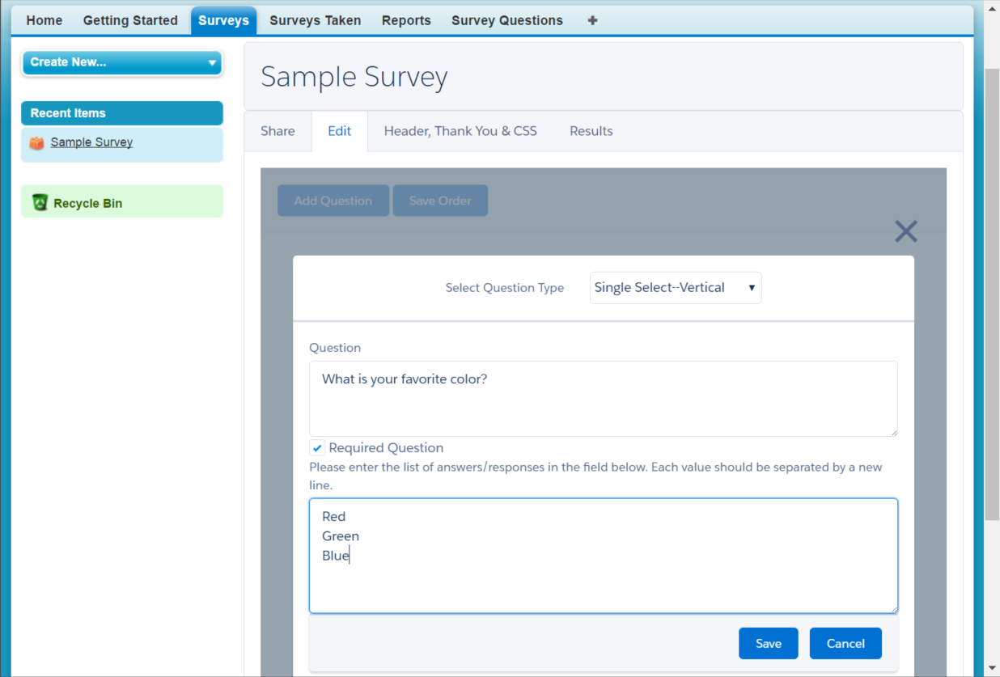 Home Getting Started Surveys Surveys Taken Reports Survey Questions +
Create New...
Recent Items
Sample Survey
Recycle Bin
Sample Survey
Share Edit Header, Thank You & CSS Results
Add Question Save Order
Select Question Type Single Select--Vertical
Question
What is your favorite color?
Required Question
Please enter the list of answers/responses in the field below. Each value should be separated by a new
line.
Red
Green
Blue
Save Cancel